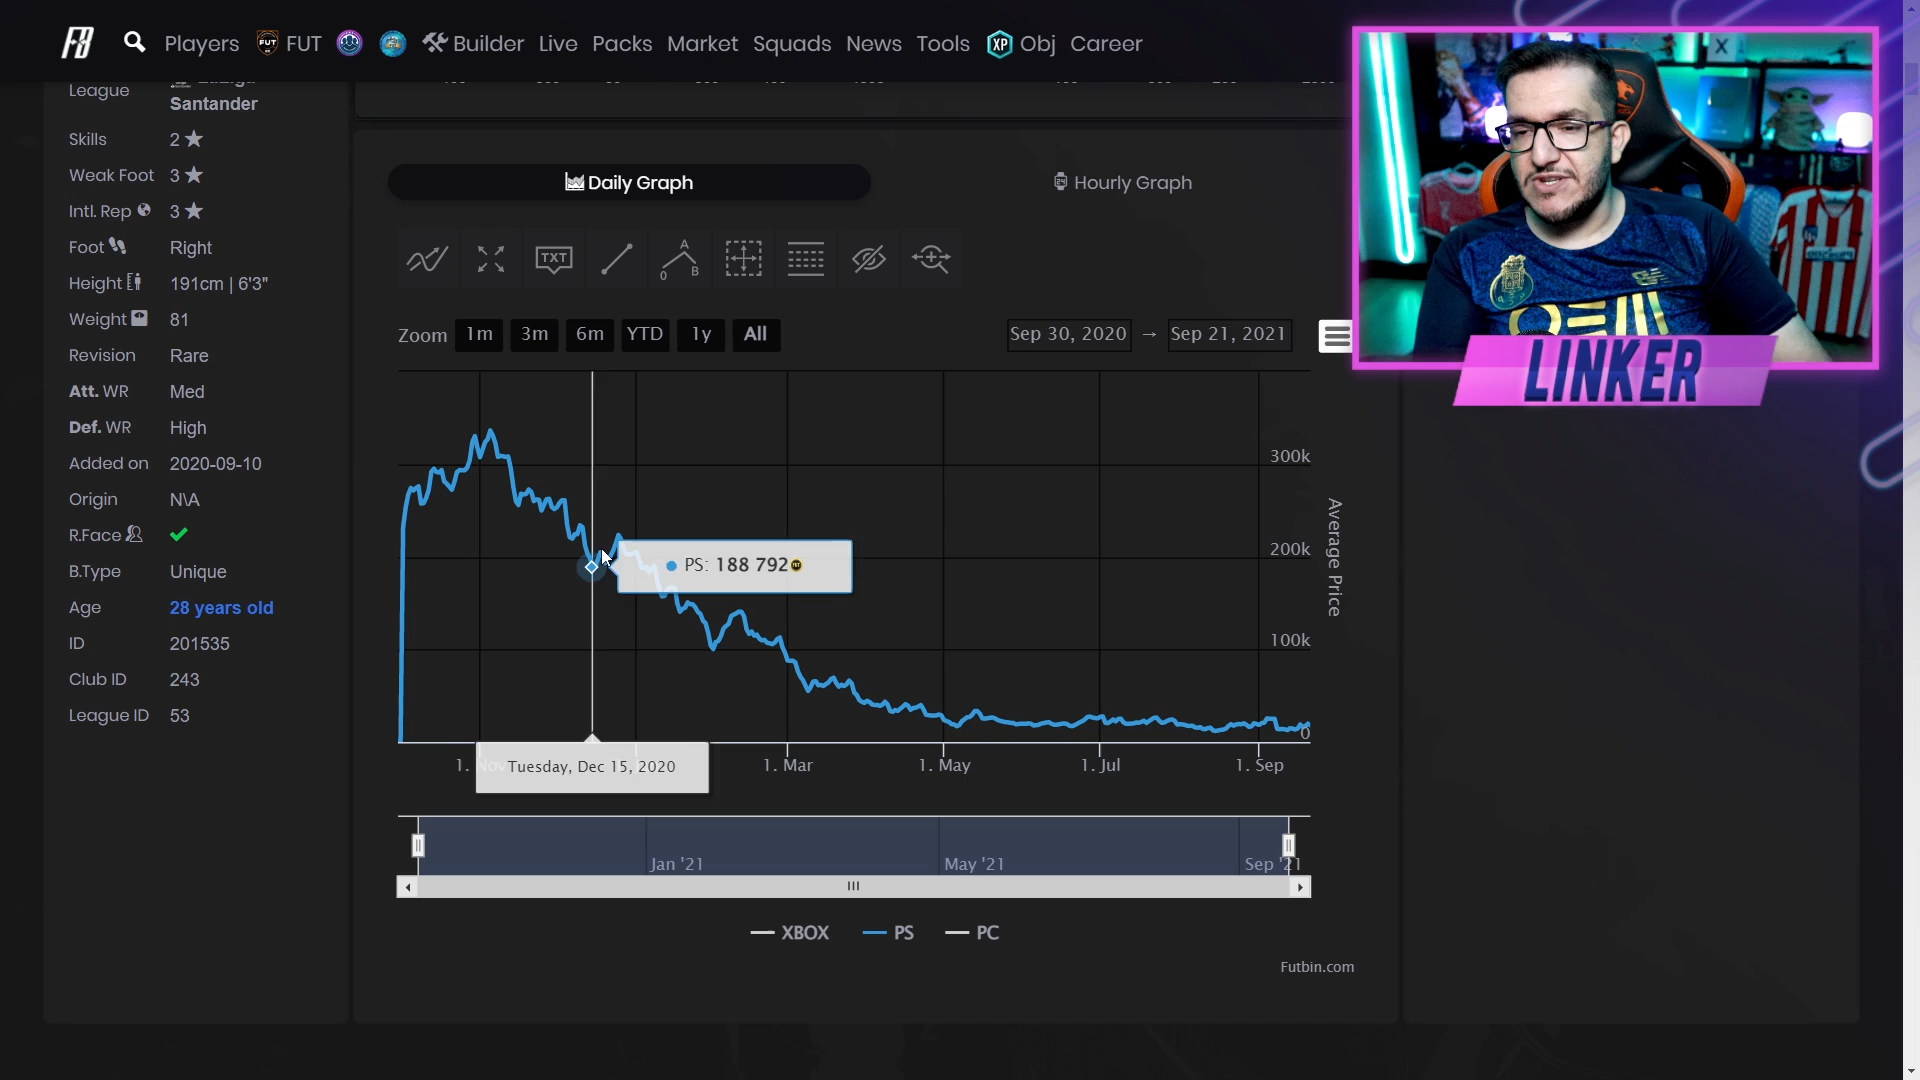 Players FUT Builder Live Packs Market Squads News Tools XP Obj Career
League
Santander
Skills 2
Weak Foot 3
Intl. Rep 3
Foot Right
Height 191cm | 6'3"
Weight 81
Revision Rare
Att. WR Med
Def. WR High
Added on 2020-09-10
Origin N\A
R.Face
B.Type Unique
Age 28 years old
ID 201535
Club ID 243
League ID 53
Daily Graph Hourly Graph
TXT
A
0 B
Zoom 1m 3m 6m YTD 1y All Sep 30, 2020 → Sep 21, 2021
300k
200k
100k
0
Average Price
PS: 188 792
1. Nov 1. Mar 1. May 1. Jul 1. Sep
Tuesday, Dec 15, 2020
Jan '21 May '21 Sep '21
XBOX PS PC
Futbin.com
X
LINKER